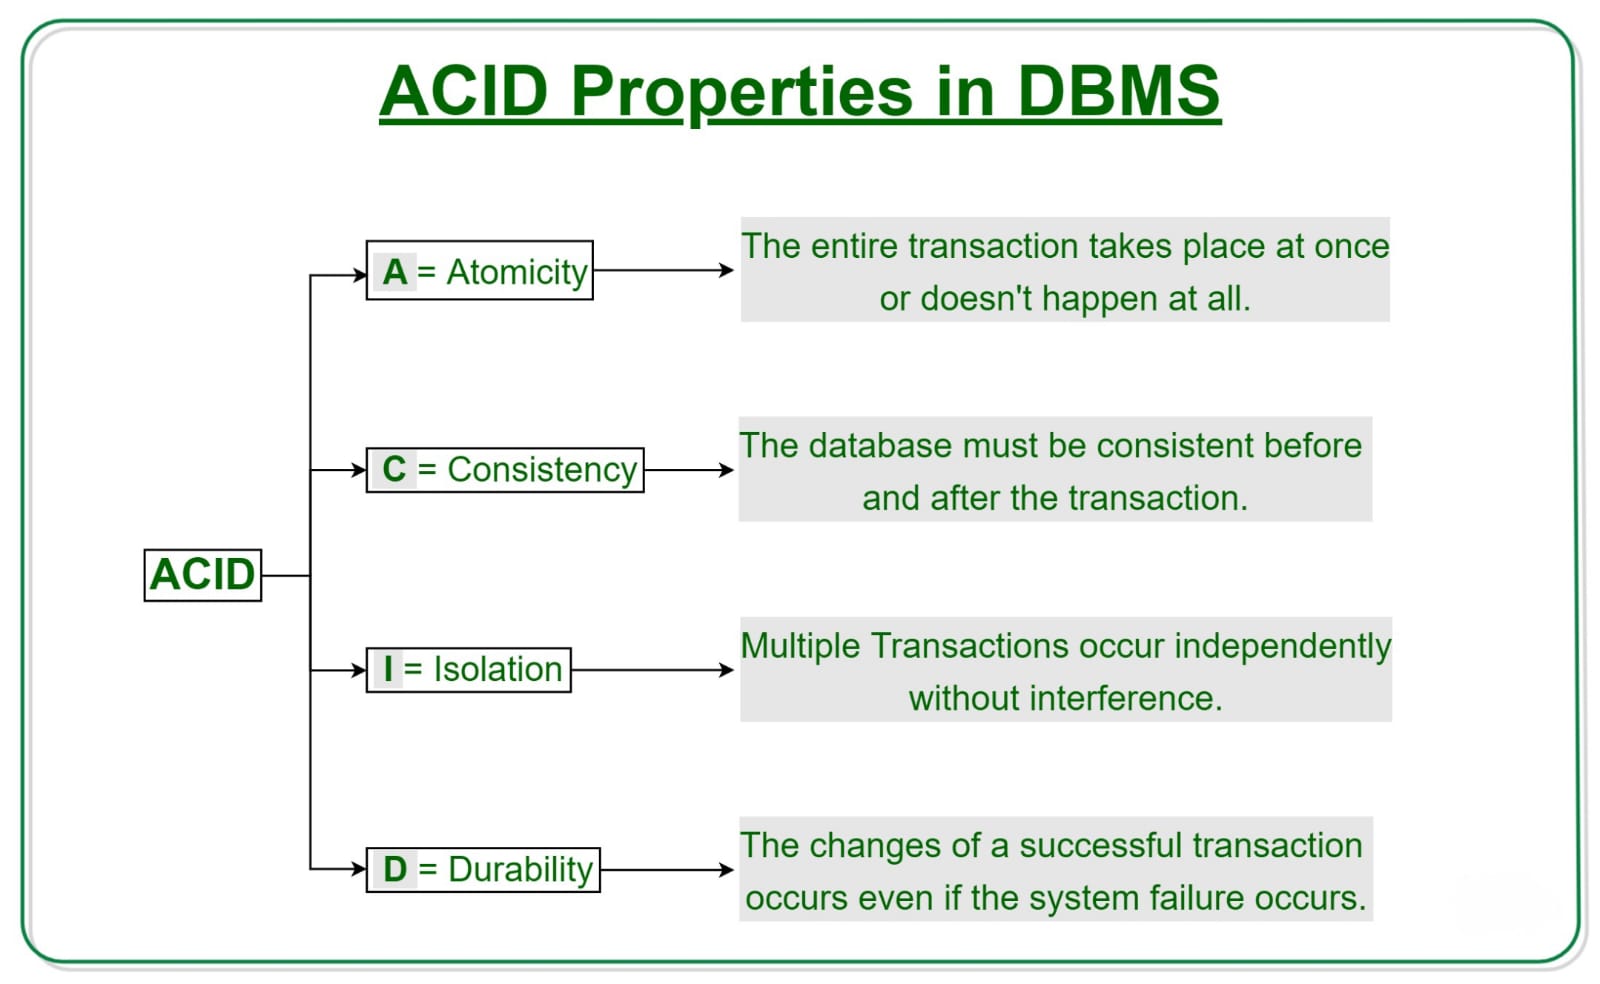 ACID Properties in DBMS
A = Atomicity
The entire transaction takes place at once
or doesn't happen at all.
C = Consistency
The database must be consistent before
and after the transaction.
ACID
I = Isolation
Multiple Transactions occur independently
without interference.
D = Durability
The changes of a successful transaction
occurs even if the system failure occurs.